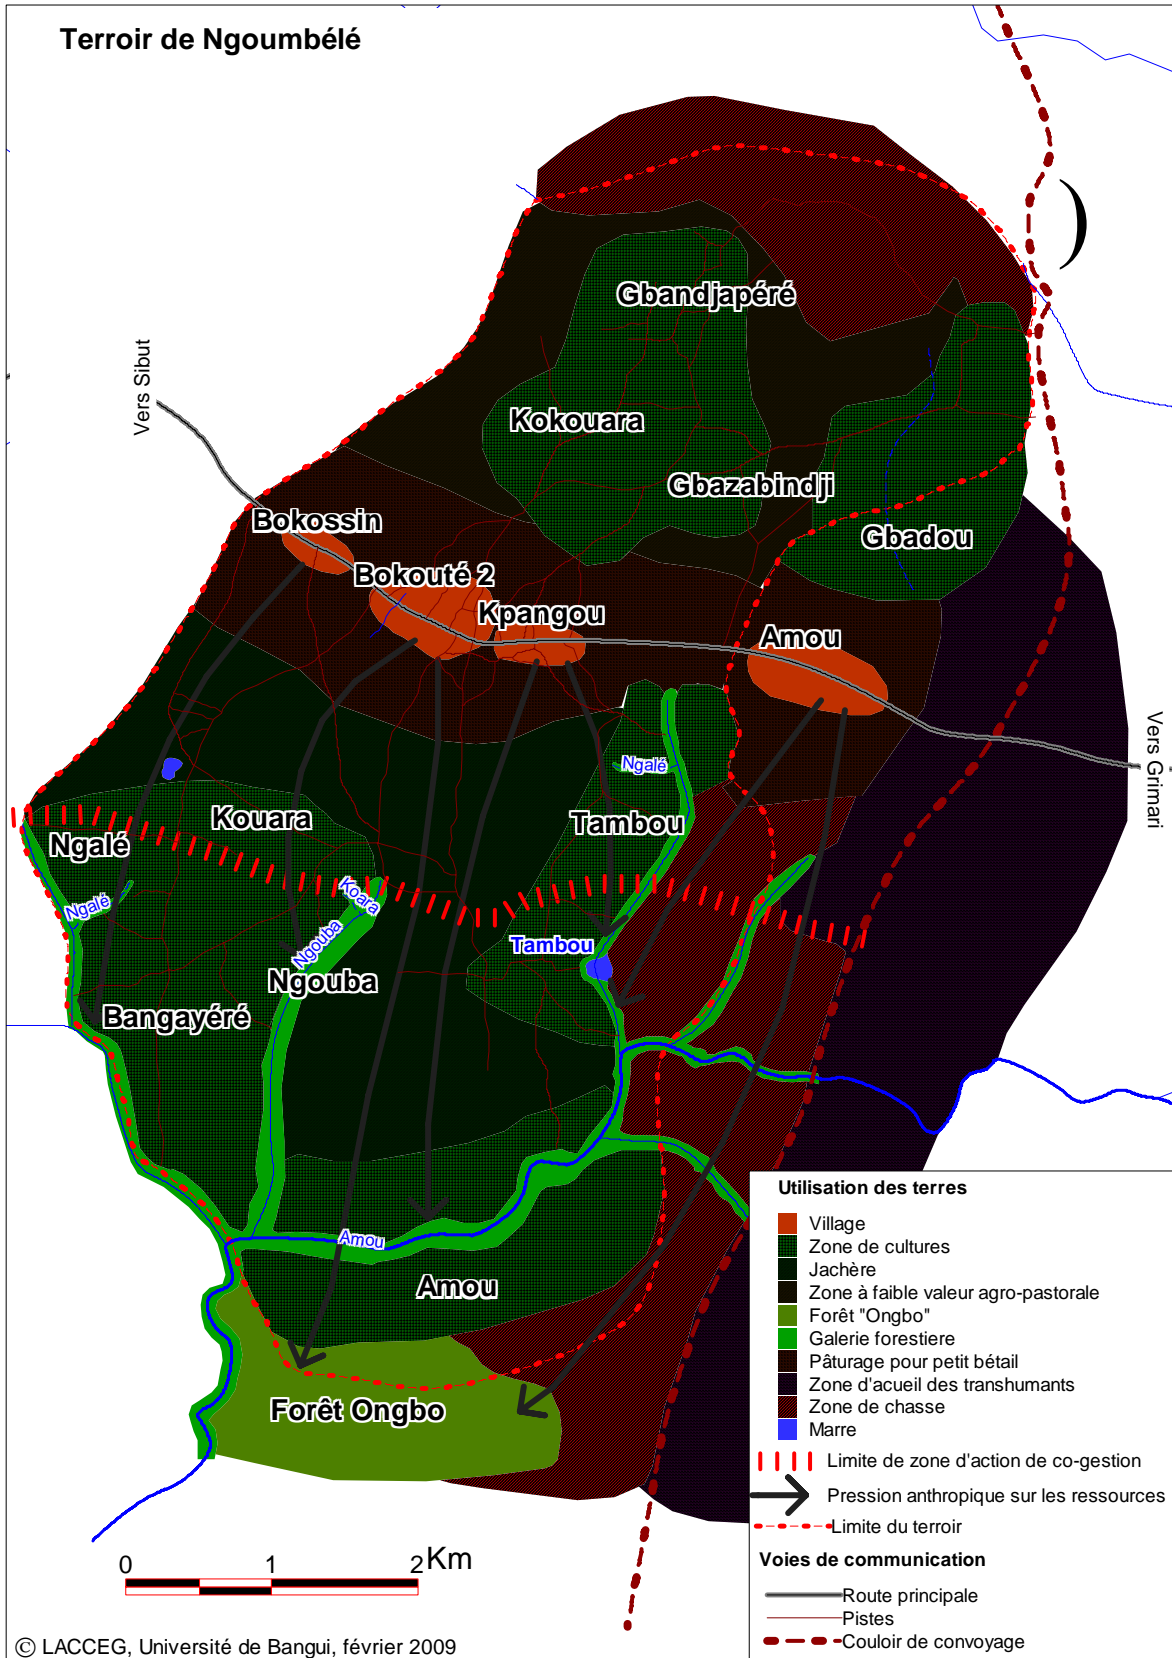 Terroir de Ngoumbélé
Gbandjapéré
Vers Sibut
Kokouara
Gbazabindji
Bokossin
Gbadou
Bokouté 2
Kpangou
Amou
Vers Grimari
Ngalé
Kouara
Tambou
Ngalé
Koara
Ngalé
Ngouba
Tambou
Ngouba
Bangayéré
Amou
Amou
Forêt Ongbo
Utilisation des terres
Village
Zone de cultures
Jachère
Zone à faible valeur agro-pastorale
Forêt "Ongbo"
Galerie forestiere
Pâturage pour petit bétail
Zone d'acueil des transhumants
Zone de chasse
Marre
Limite de zone d'action de co-gestion
Pression anthropique sur les ressources
Limite du terroir
Voies de communication
Route principale
Pistes
Couloir de convoyage
0 1 2 Km
© LACCEG, Université de Bangui, février 2009